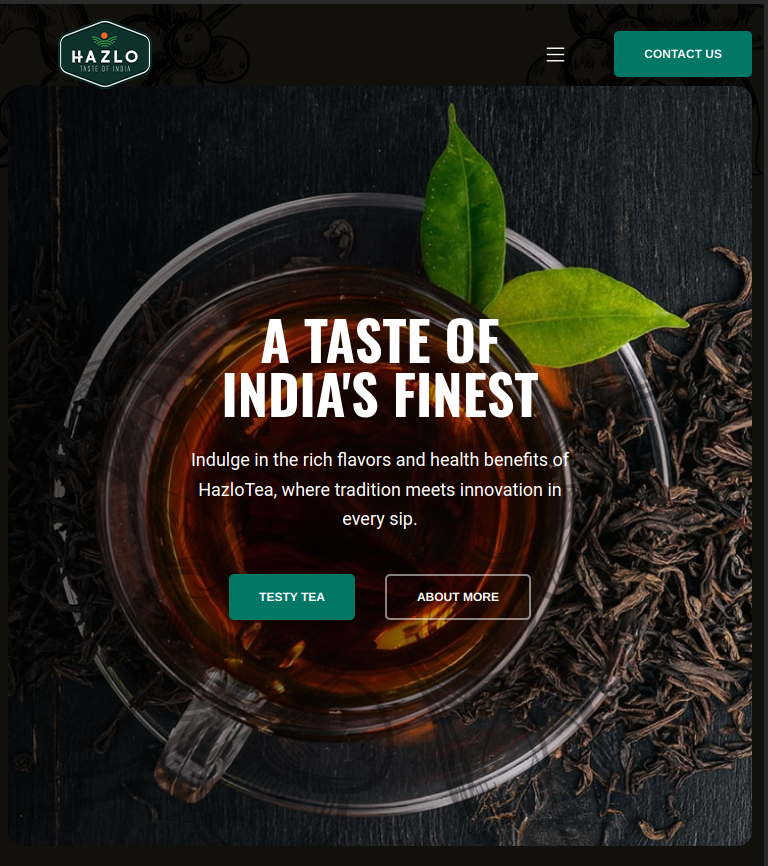 HAZLO
TASTE OF INDIA
CONTACT US
A TASTE OF
INDIA'S FINEST
Indulge in the rich flavors and health benefits of
HazloTea, where tradition meets innovation in
every sip.
TESTY TEA
ABOUT MORE